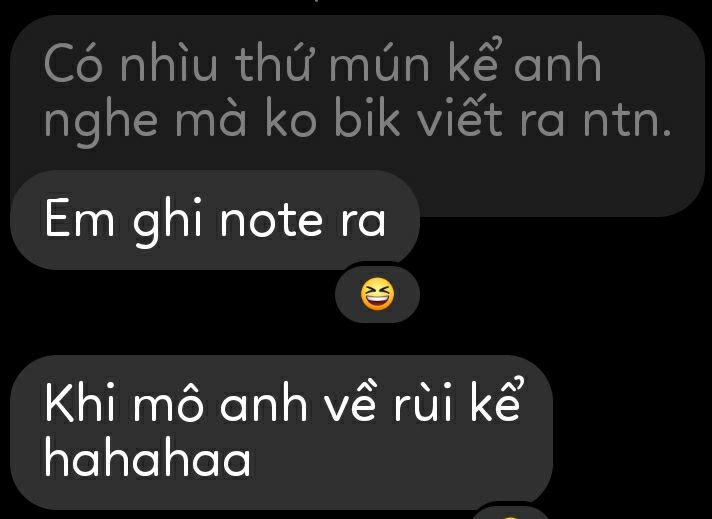 Có nhìu thứ mún kể anh
nghe mà ko bik viết ra ntn.
Em ghi note ra
Khi mô anh về rùi kể
hahahaa